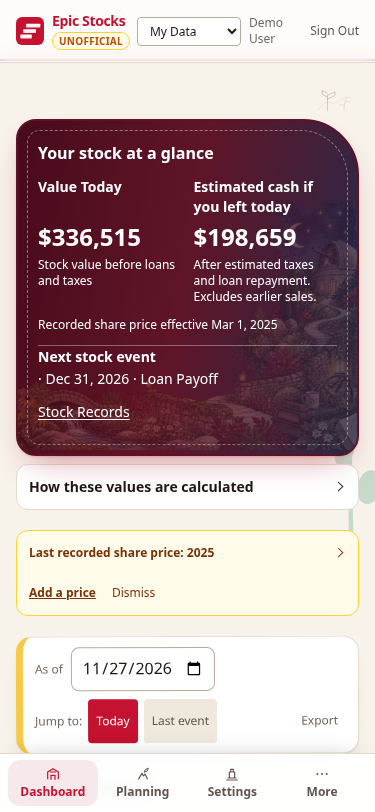 Epic Stocks
UNOFFICIAL
My Data
Demo User
Sign Out
Your stock at a glance
Value Today
$336,515
Stock value before loans
and taxes
Estimated cash if
you left today
$198,659
After estimated taxes
and loan repayment.
Excludes earlier sales.
Recorded share price effective Mar 1, 2025
Next stock event
· Dec 31, 2026 · Loan Payoff
Stock Records
How these values are calculated
Last recorded share price: 2025
Add a price Dismiss
As of 11/27/2026
Jump to: Today Last event Export
Dashboard Planning Settings More